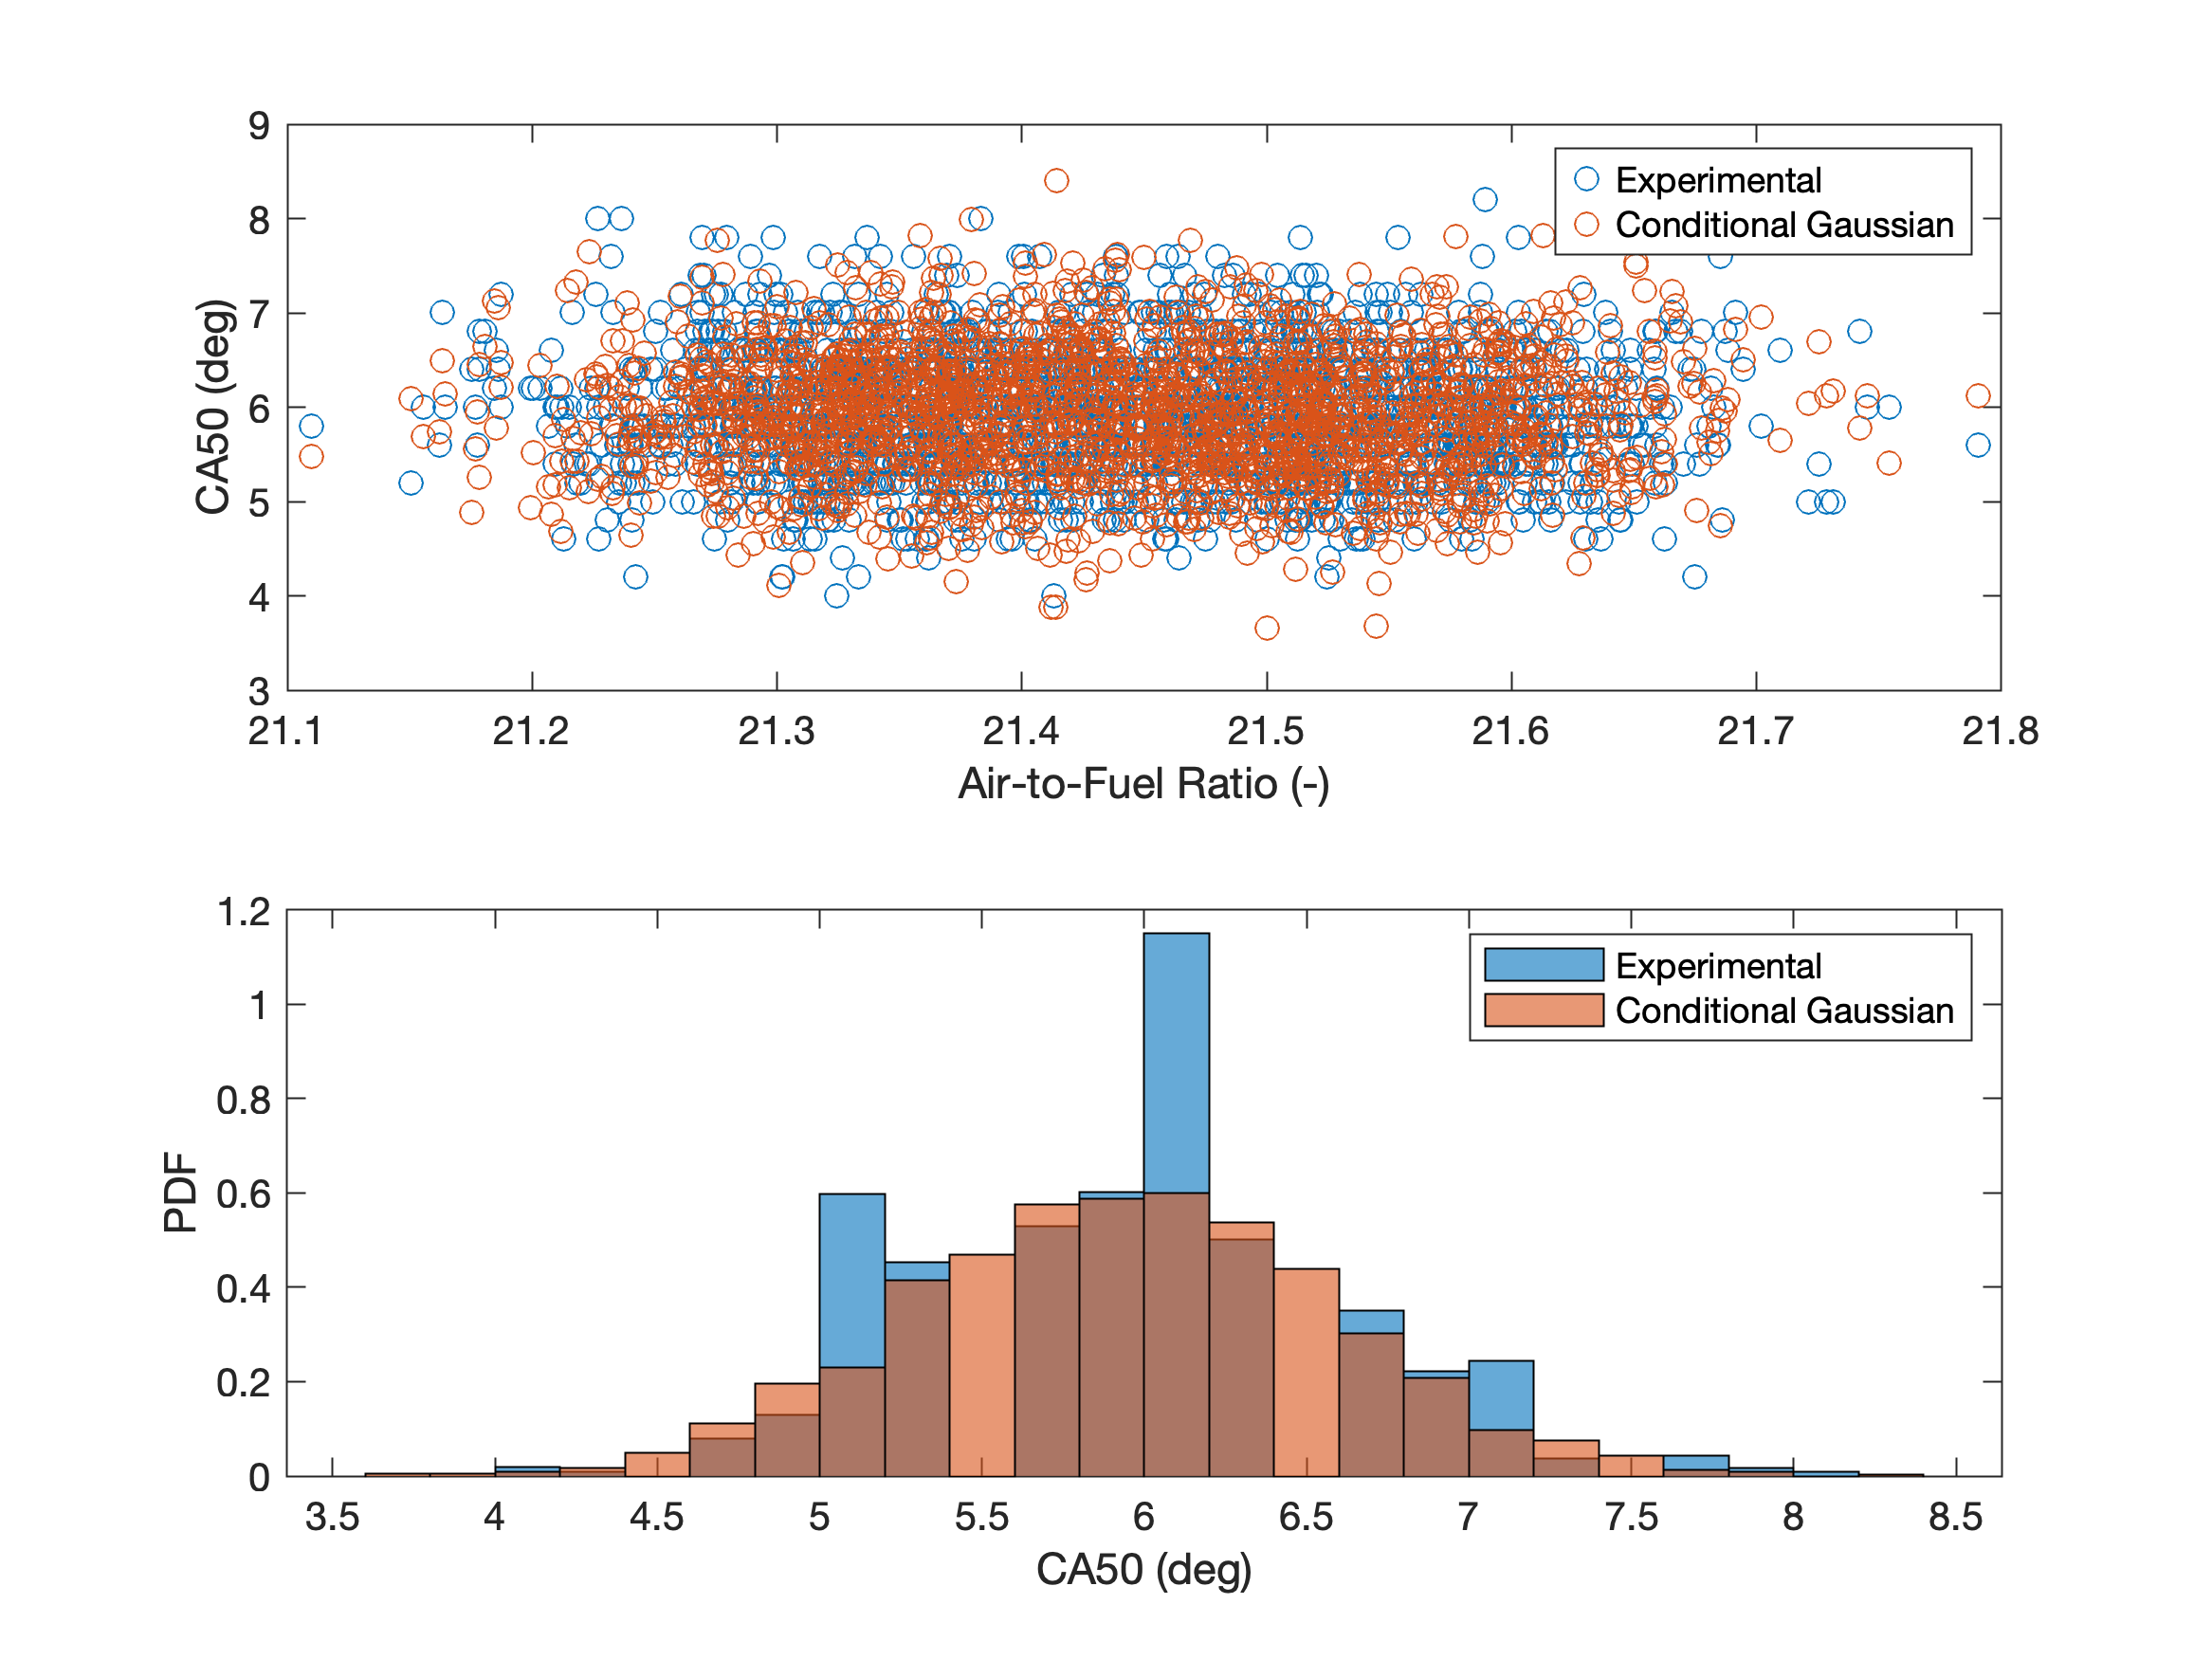 9
8
7
6
5
4
3
CA50 (deg)
Experimental
Conditional Gaussian
21.1 21.2 21.3 21.4 21.5 21.6 21.7 21.8
Air-to-Fuel Ratio (-)
1.2
1
0.8
0.6
0.4
0.2
0
PDF
Experimental
Conditional Gaussian
3.5 4 4.5 5 5.5 6 6.5 7 7.5 8 8.5
CA50 (deg)